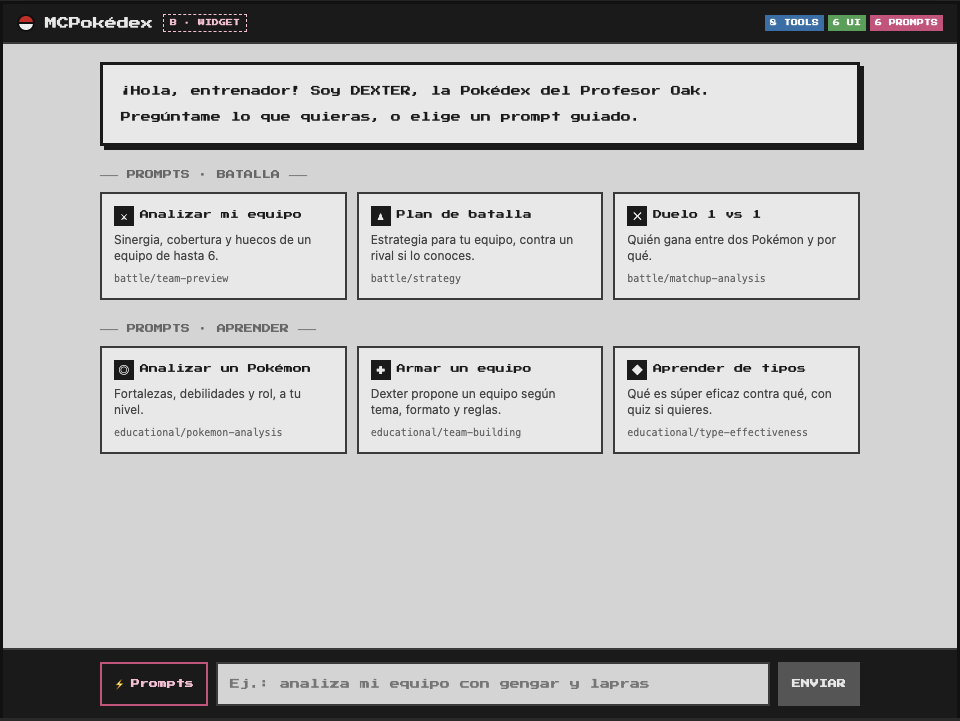 MCPokédex B · WIDGET 8 TOOLS 6 UI 6 PROMPTS
¡Hola, entrenador! Soy DEXTER, la Pokédex del Profesor Oak.
Pregúntame lo que quieras, o elige un prompt guiado.
—— PROMPTS · BATALLA ——
Analizar mi equipo
Sinergia, cobertura y huecos de un
equipo de hasta 6.
battle/team-preview
Plan de batalla
Estrategia para tu equipo, contra un
rival si lo conoces.
battle/strategy
Duelo 1 vs 1
Quién gana entre dos Pokémon y por
qué.
battle/matchup-analysis
—— PROMPTS · APRENDER ——
Analizar un Pokémon
Fortalezas, debilidades y rol, a tu
nivel.
educational/pokemon-analysis
Armar un equipo
Dexter propone un equipo según
tema, formato y reglas.
educational/team-building
Aprender de tipos
Qué es súper eficaz contra qué, con
quiz si quieres.
educational/type-effectiveness
⚡ Prompts
Ej.: analiza mi equipo con gengar y lapras
ENVIAR